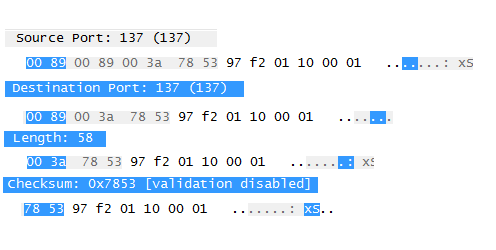 Source Port: 137 (137)
00 89 00 89 00 3a  78 53 97 f2 01 10 00 01   .......: xS
Destination Port: 137 (137)
00 89 00 3a  78 53 97 f2 01 10 00 01   .......
Length: 58
00 3a  78 53 97 f2 01 10 00 01   .......: xS
Checksum: 0x7853 [validation disabled]
78 53 97 f2 01 10 00 01   .......: xS..